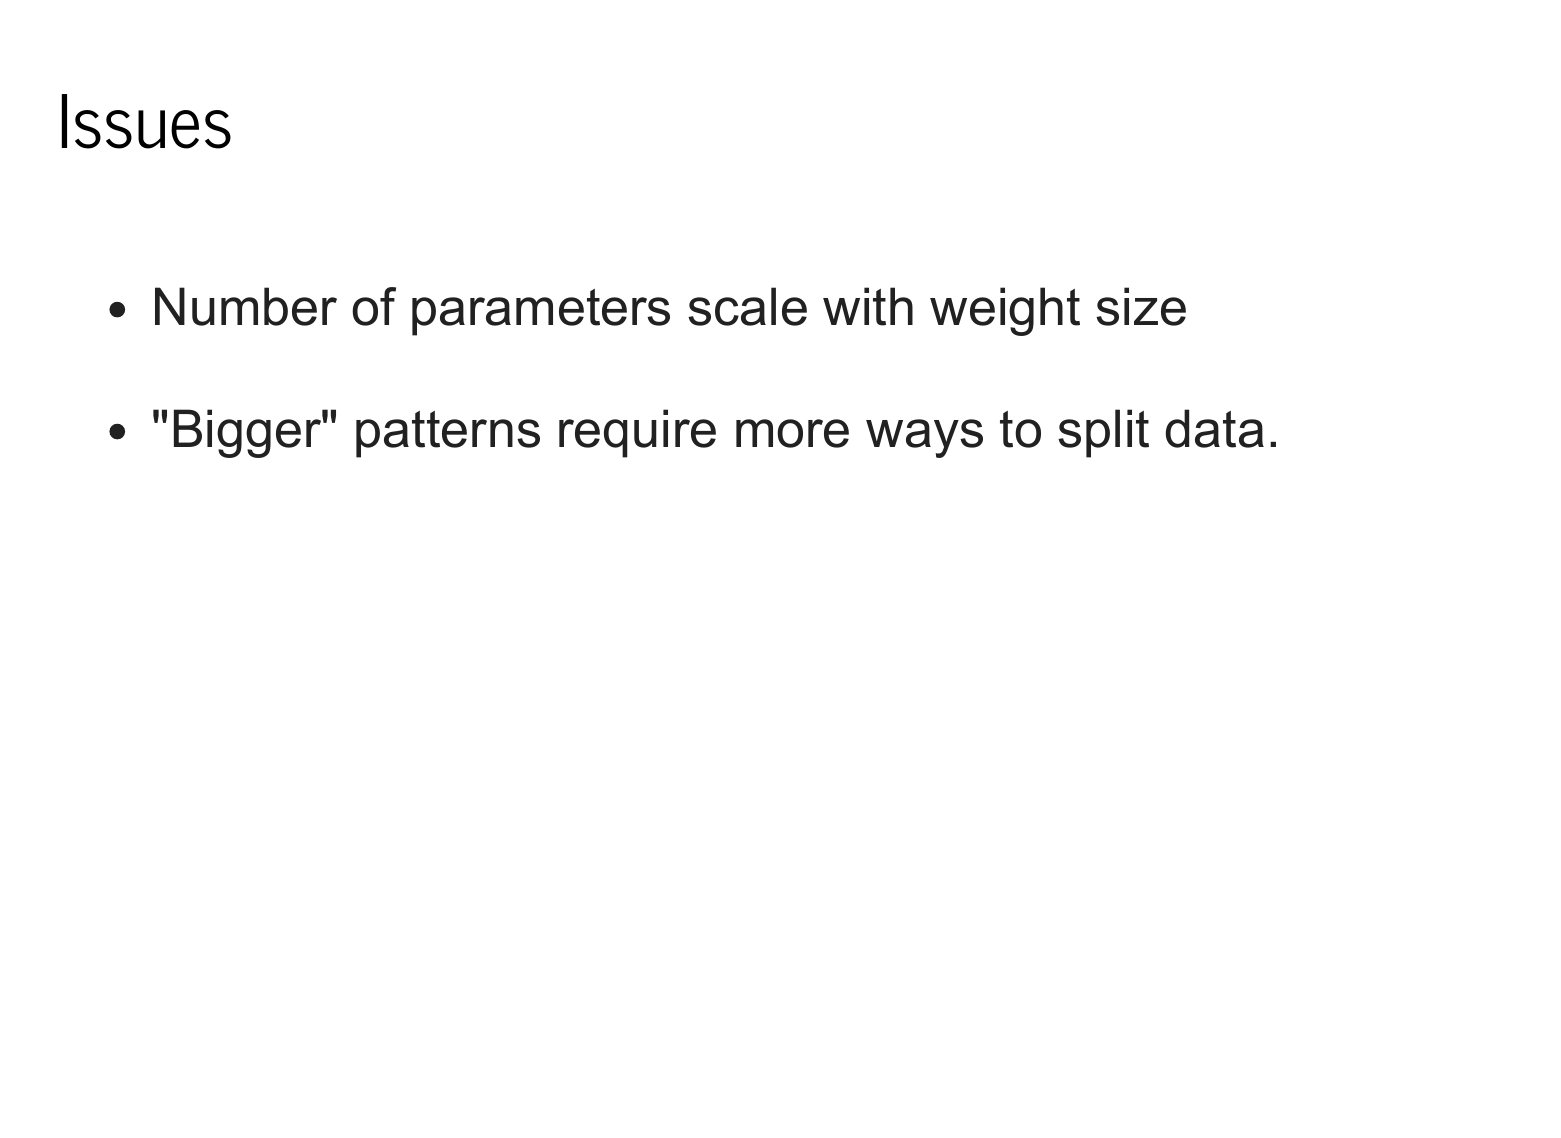 Issues
• Number of parameters scale with weight size
• "Bigger" patterns require more ways to split data.